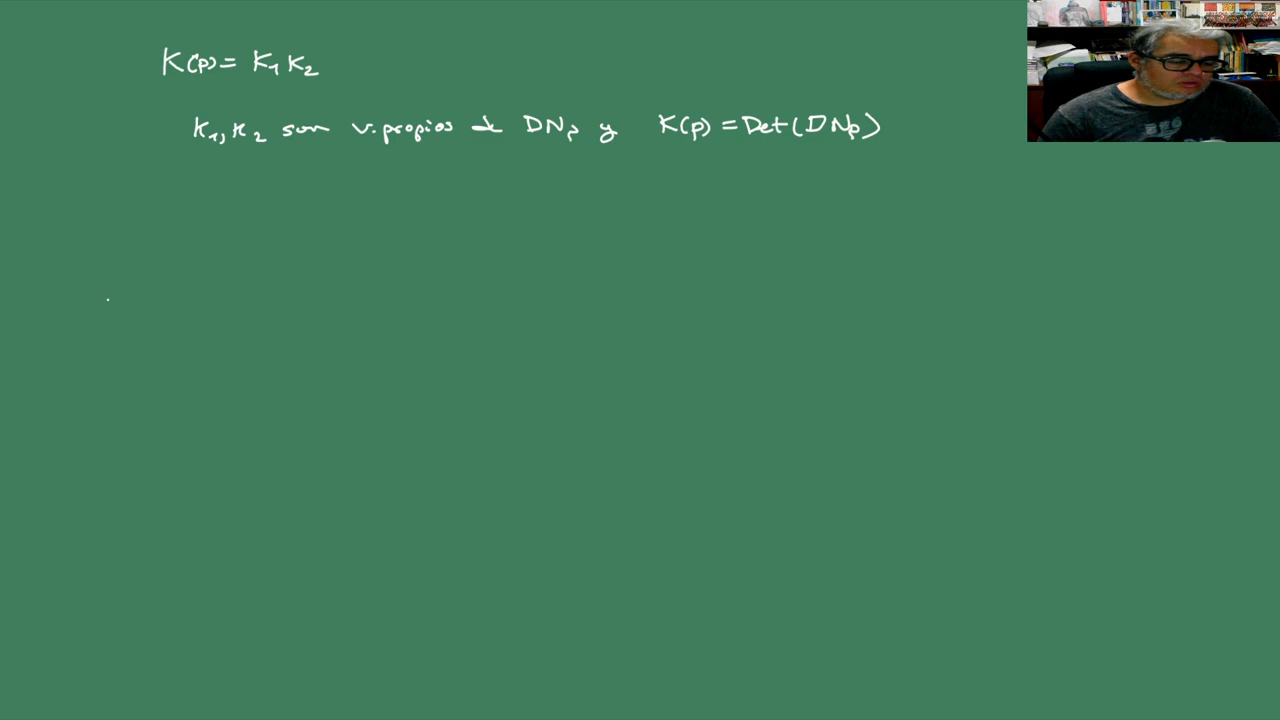 K(p) = K₁ K₂
K₁, K₂ son v. propios de DNₚ y K(p) = Det(DNₚ)